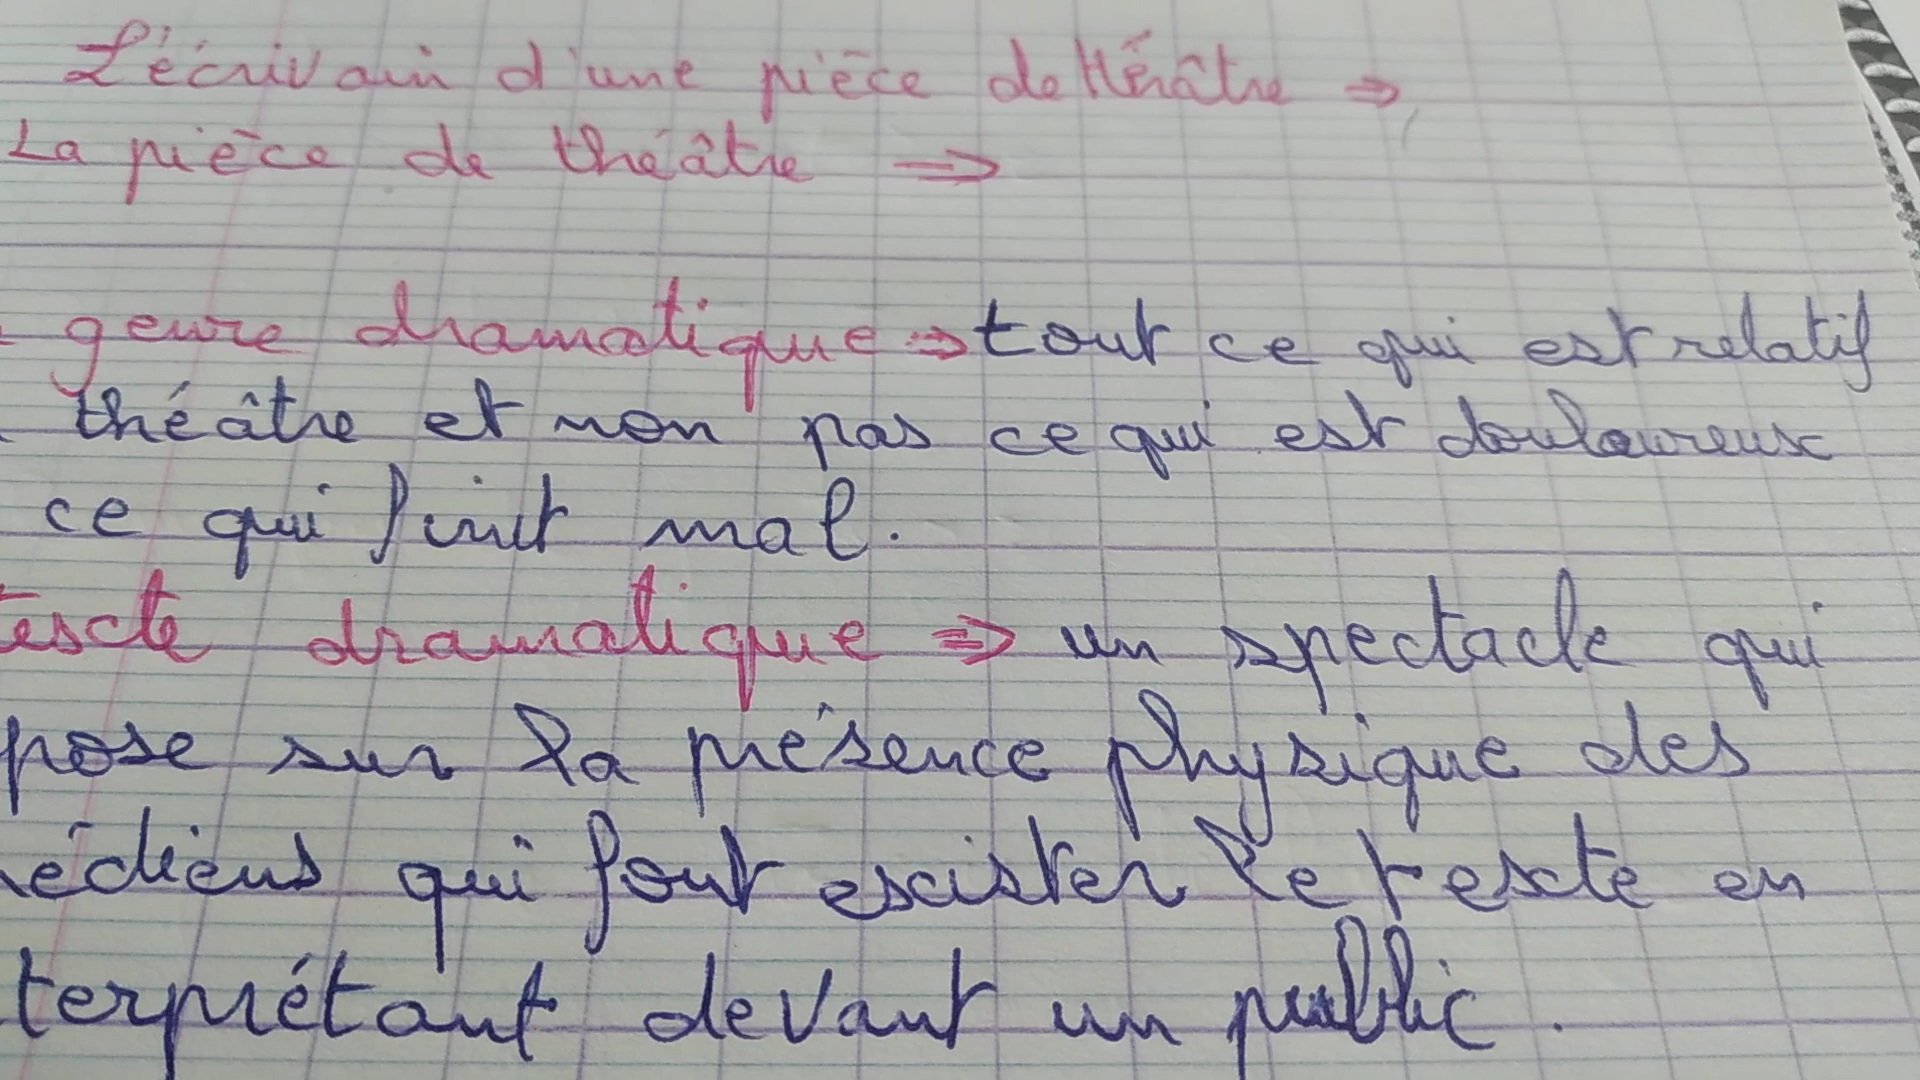 L'écrivain d'une pièce de théâtre ⇒
La pièce de théâtre ⇒
genre dramatique ⇒ tout ce qui est relatif
théâtre et non pas ce qui est douloureux
ce qui finit mal.
texte dramatique ⇒ un spectacle qui
pose sur la présence physique des
édiens qui font exister le texte en
terprétant devant un public.